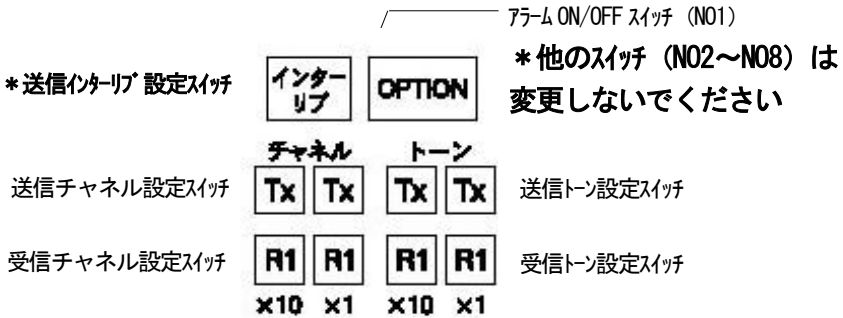 ｱﾗｰﾑ ON/OFF ｽｲｯﾁ（NO1）
＊他のｽｲｯﾁ（NO2～NO8）は
変更しないでください
＊送信ｲﾝﾀｰﾘﾌﾞ設定ｽｲｯﾁ
インター
リブ
OPTION
チャネル トーン
送信チャネル設定ｽｲｯﾁ Tx Tx Tx Tx 送信ﾄｰﾝ設定ｽｲｯﾁ
受信チャネル設定ｽｲｯﾁ R1 R1 R1 R1 受信ﾄｰﾝ設定ｽｲｯﾁ
×10 ×1 ×10 ×1